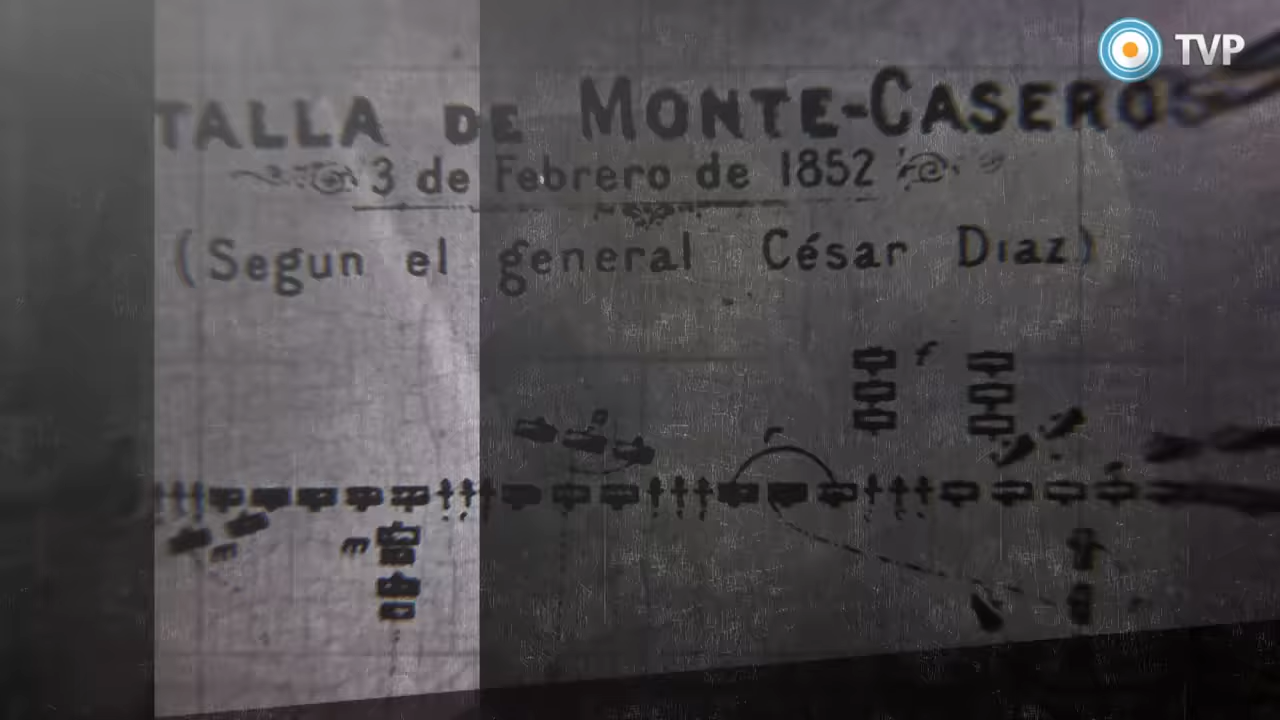 TVP
TALLA DE MONTE-CASEROS
3 de Febrero de 1852
(Segun el general César Diaz)
f
e
r
m
m